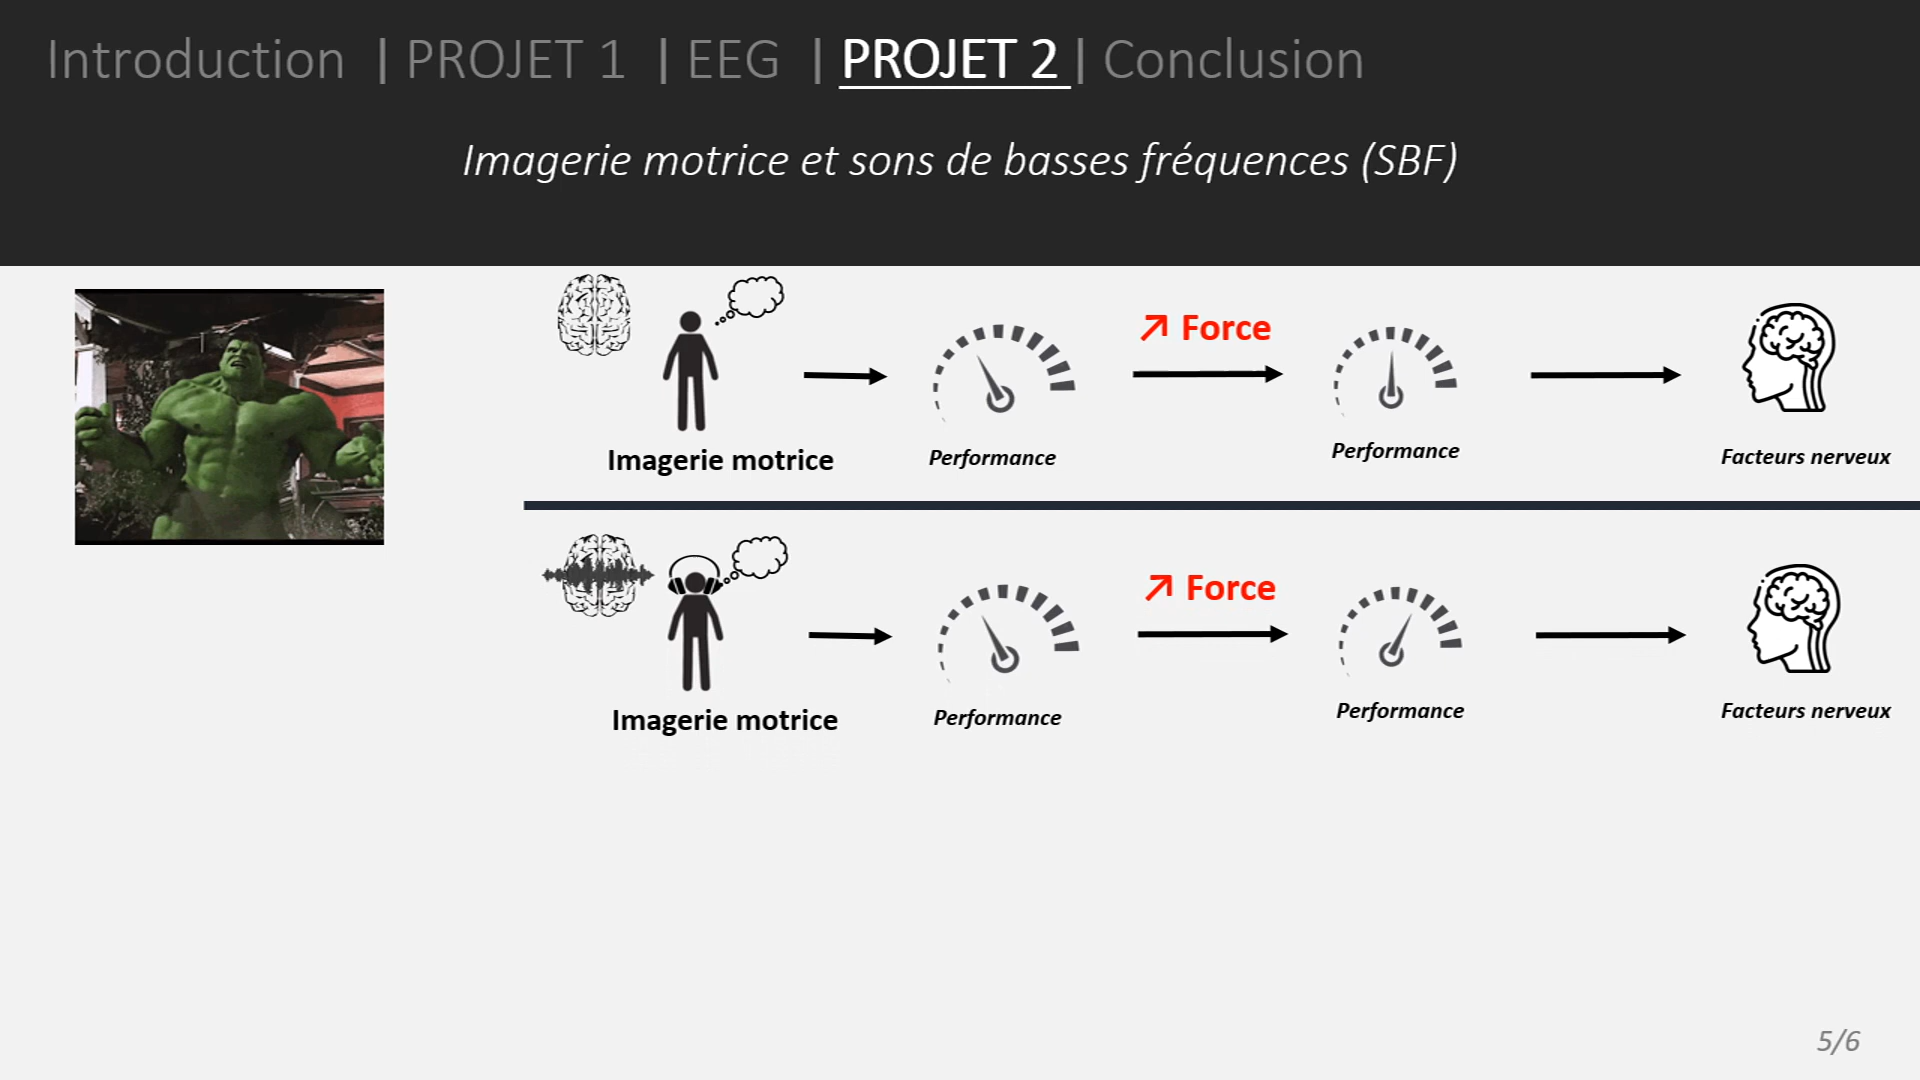 Introduction | PROJET 1 | EEG | PROJET 2 | Conclusion
Imagerie motrice et sons de basses fréquences (SBF)
↗ Force
Imagerie motrice
Performance
Performance
Facteurs nerveux
↗ Force
Imagerie motrice
Performance
Performance
Facteurs nerveux
5/6